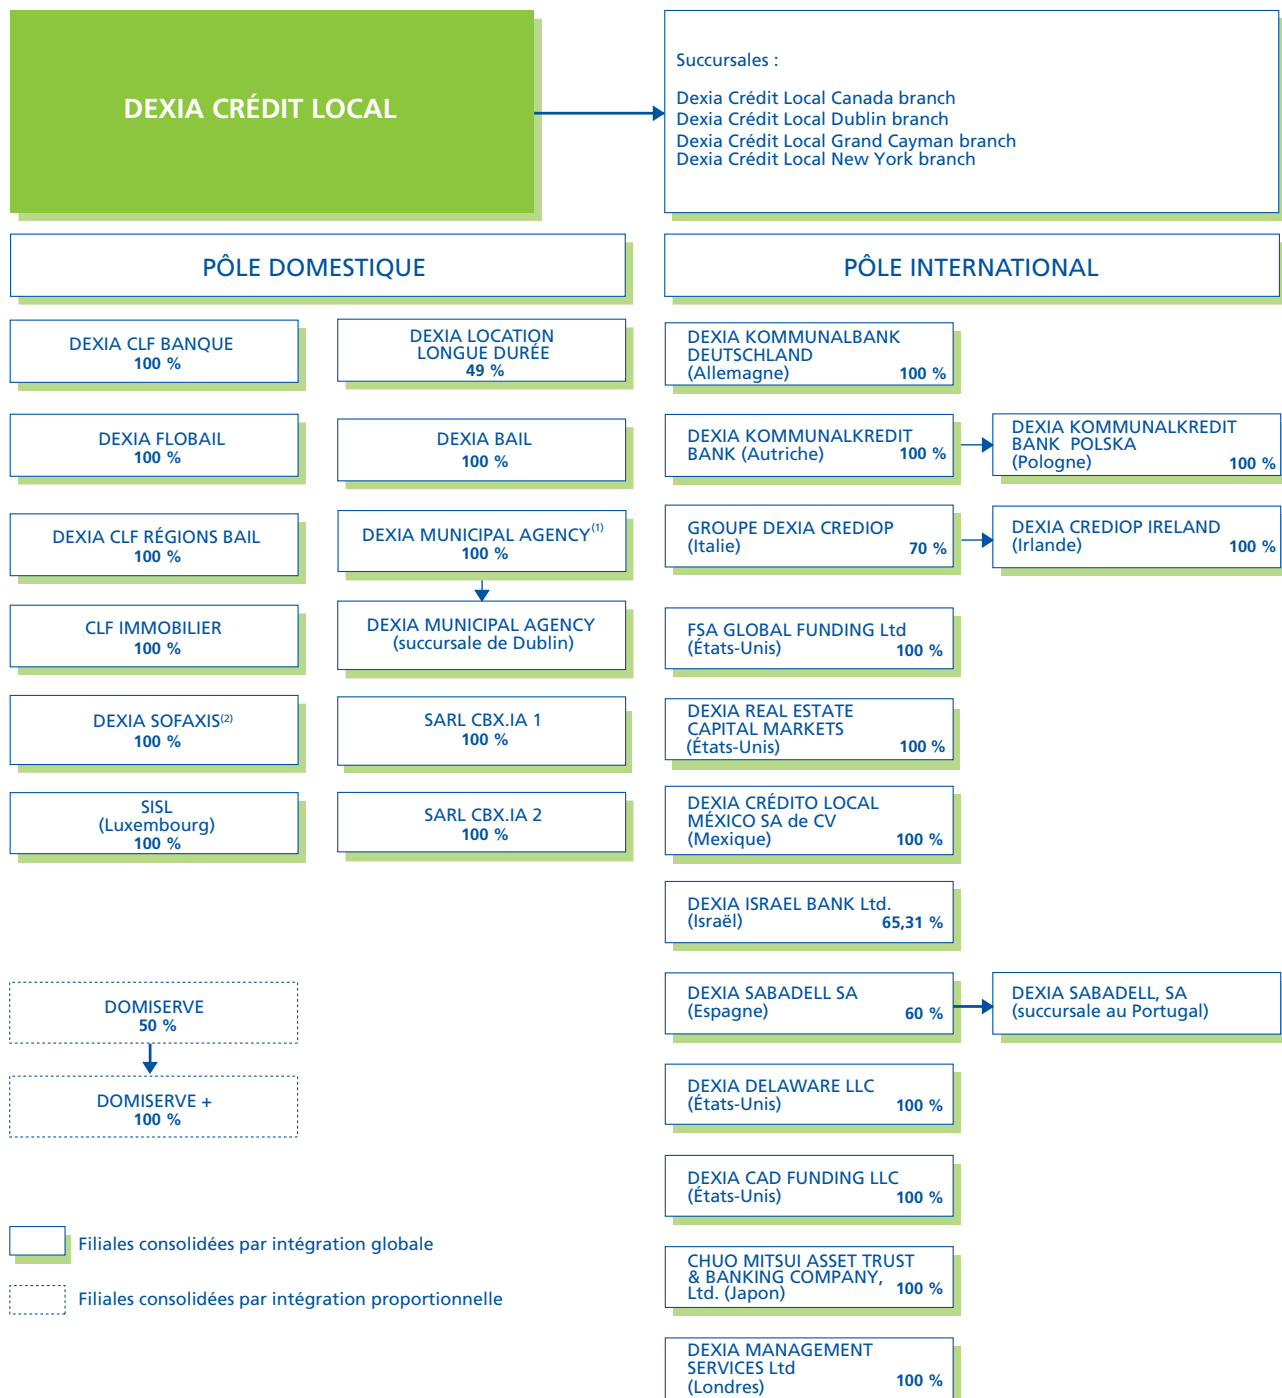 DEXIA CRÉDIT LOCAL
Succursales :
Dexia Crédit Local Canada branch
Dexia Crédit Local Dublin branch
Dexia Crédit Local Grand Cayman branch
Dexia Crédit Local New York branch
PÔLE DOMESTIQUE
DEXIA CLF BANQUE
100 %
DEXIA FLOBAIL
100 %
DEXIA CLF RÉGIONS BAIL
100 %
CLF IMMOBILIER
100 %
DEXIA SOFAXIS(2)
100 %
SISL
(Luxembourg)
100 %
DEXIA LOCATION
LONGUE DURÉE
49 %
DEXIA BAIL
100 %
DEXIA MUNICIPAL AGENCY(1)
100 %
DEXIA MUNICIPAL AGENCY
(succursale de Dublin)
SARL CBX.IA 1
100 %
SARL CBX.IA 2
100 %
DOMISERVE
50 %
DOMISERVE +
100 %
Filiales consolidées par intégration globale
Filiales consolidées par intégration proportionnelle
PÔLE INTERNATIONAL
DEXIA KOMMUNALBANK
DEUTSCHLAND
(Allemagne) 100 %
DEXIA KOMMUNALKREDIT
BANK (Autriche) 100 %
DEXIA KOMMUNALKREDIT
BANK POLSKA
(Pologne) 100 %
GROUPE DEXIA CREDIOP
(Italie) 70 %
DEXIA CREDIOP IRELAND
(Irlande) 100 %
FSA GLOBAL FUNDING Ltd
(États-Unis) 100 %
DEXIA REAL ESTATE
CAPITAL MARKETS
(États-Unis) 100 %
DEXIA CRÉDITO LOCAL
MÉXICO SA de CV
(Mexique) 100 %
DEXIA ISRAEL BANK Ltd.
(Israël) 65,31 %
DEXIA SABADELL SA
(Espagne) 60 %
DEXIA SABADELL, SA
(succursale au Portugal)
DEXIA DELAWARE LLC
(États-Unis) 100 %
DEXIA CAD FUNDING LLC
(États-Unis) 100 %
CHUO MITSUI ASSET TRUST
& BANKING COMPANY,
Ltd. (Japon) 100 %
DEXIA MANAGEMENT
SERVICES Ltd
(Londres) 100 %